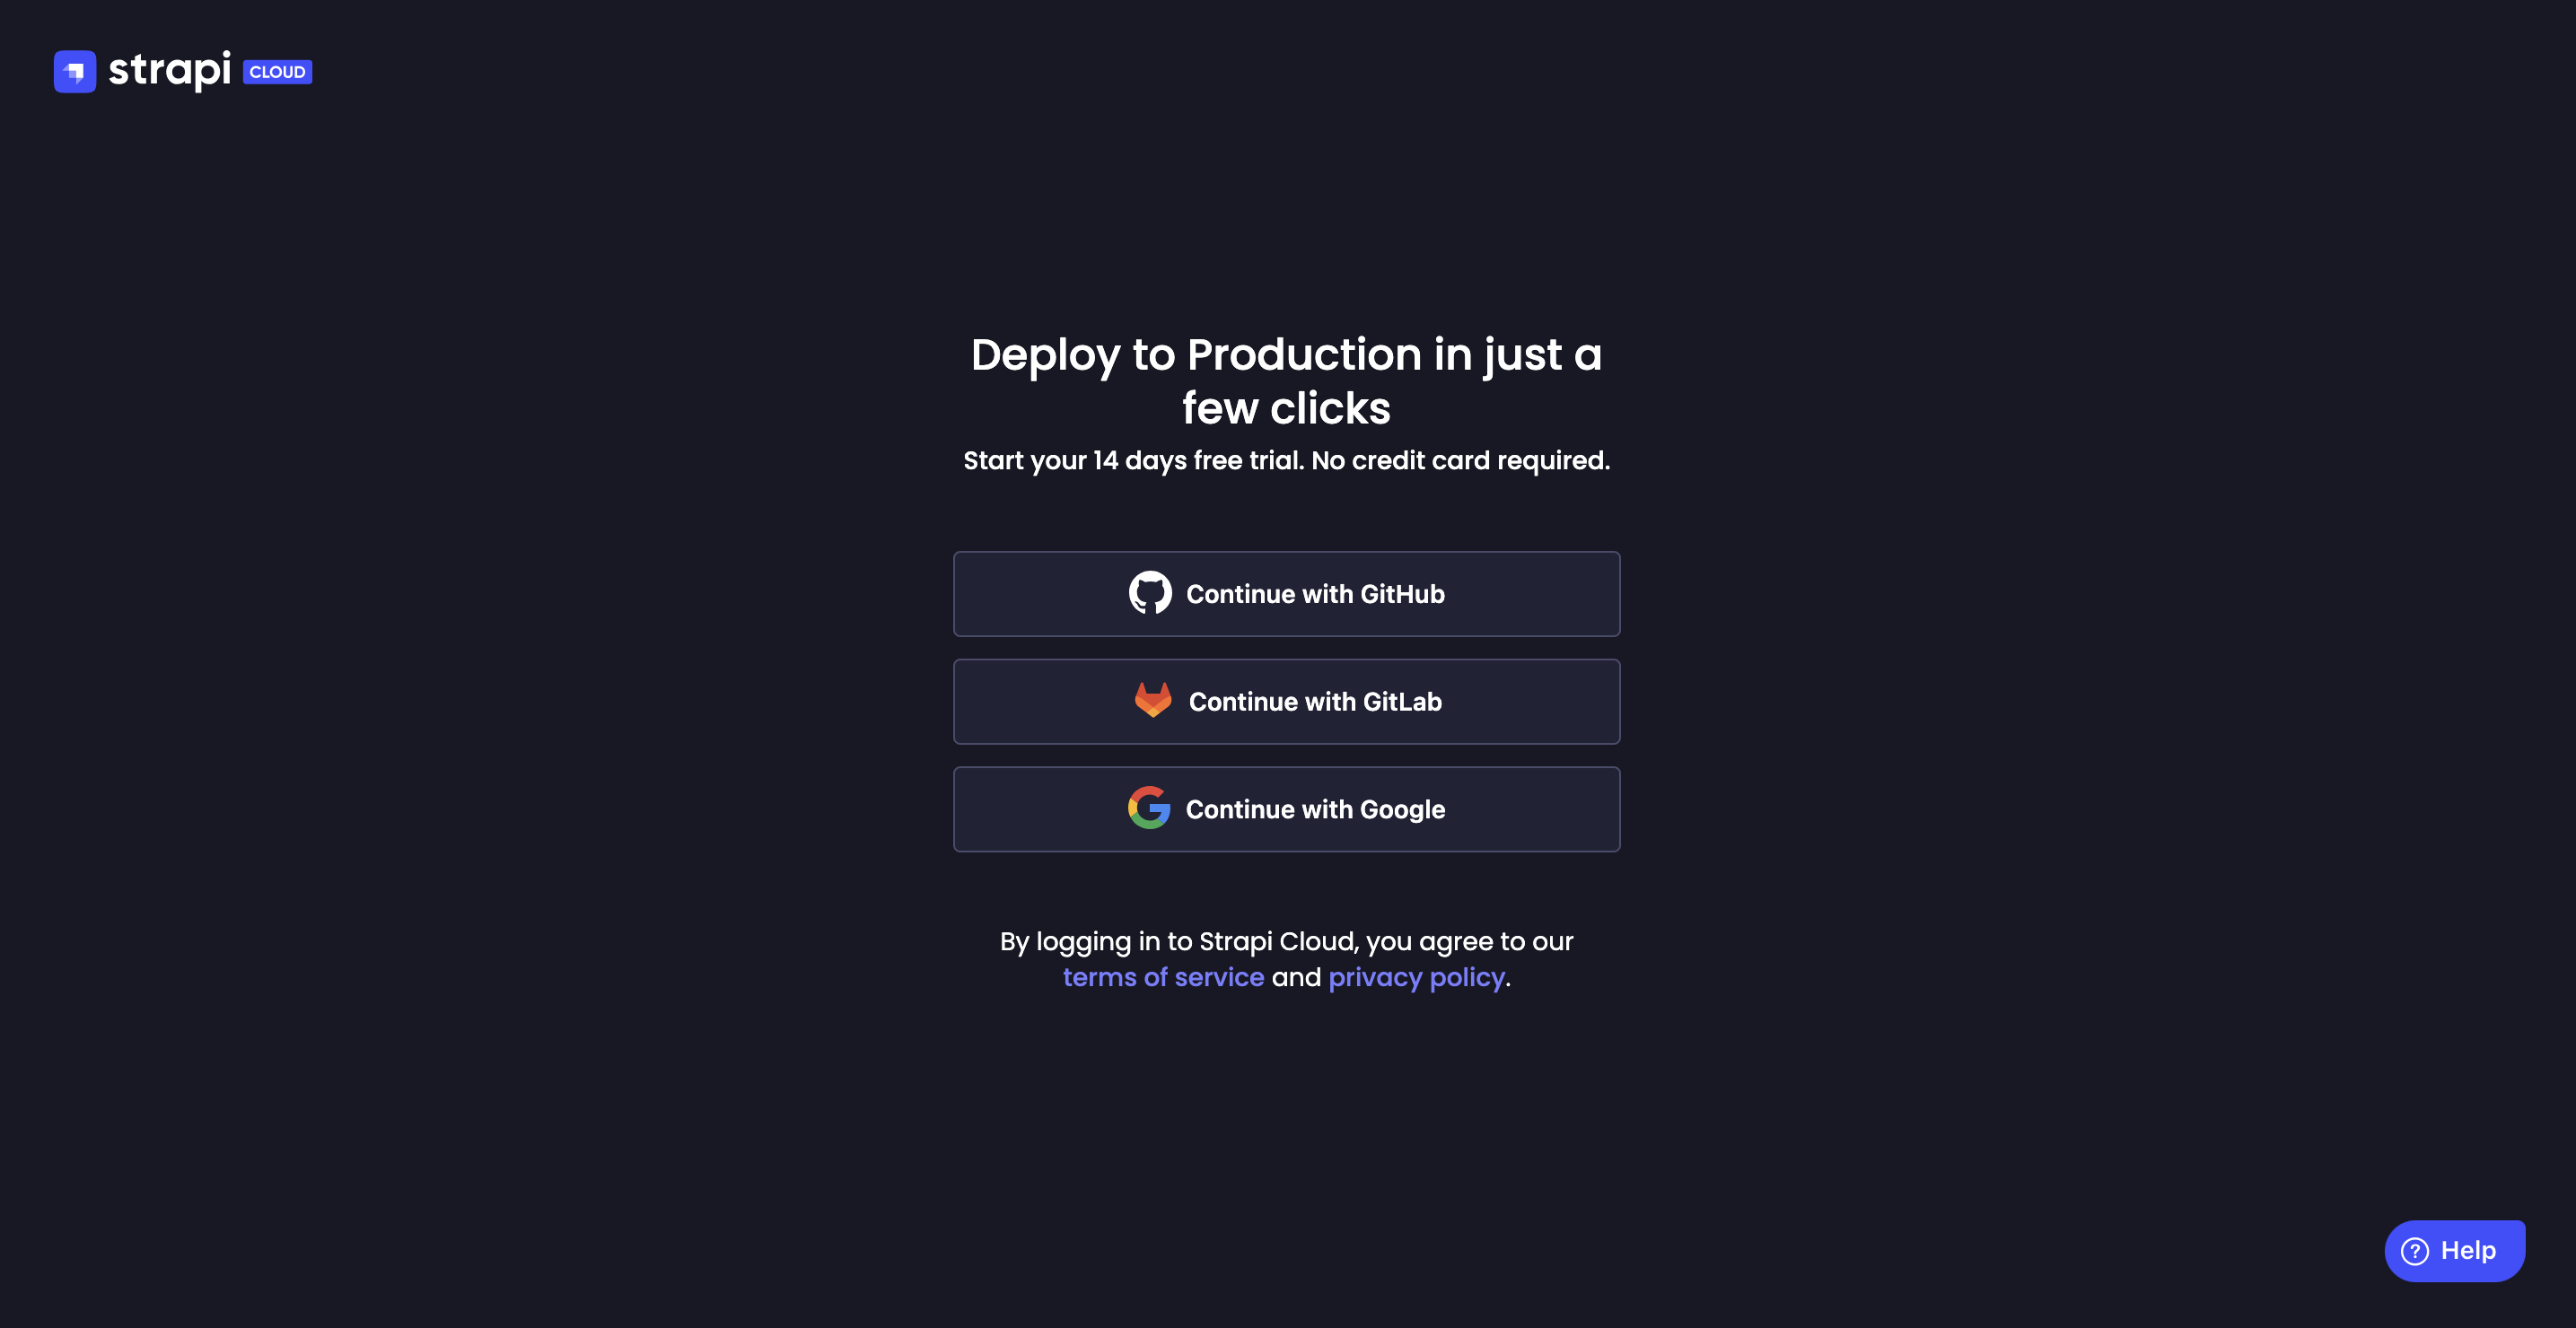 strapi CLOUD
Deploy to Production in just a
few clicks
Start your 14 days free trial. No credit card required.
Continue with GitHub
Continue with GitLab
Continue with Google
By logging in to Strapi Cloud, you agree to our
terms of service and privacy policy.
? Help